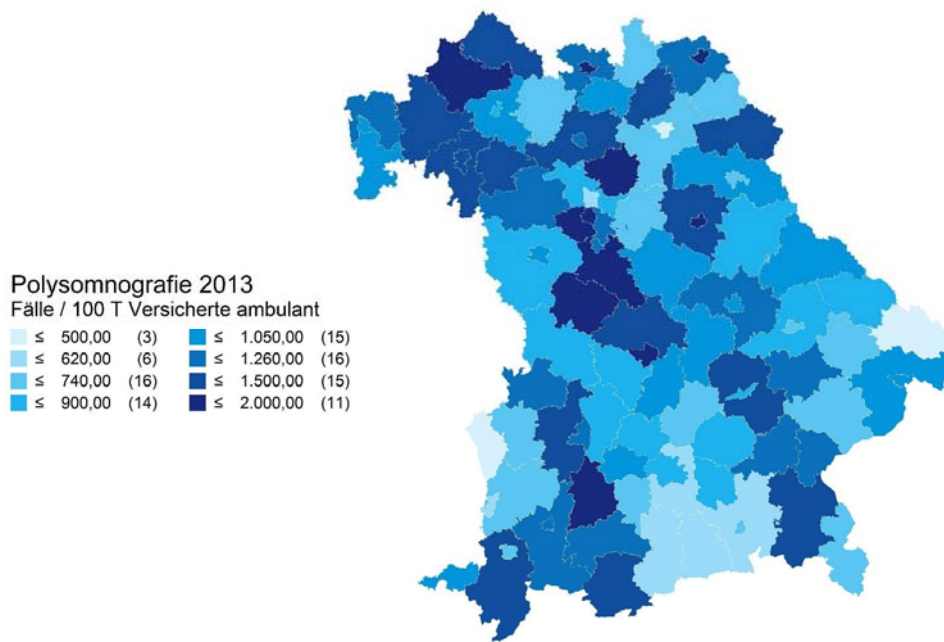 Polysomnografie 2013
Fälle / 100 T Versicherte ambulant
≤ 500,00 (3) ≤ 1.050,00 (15)
≤ 620,00 (6) ≤ 1.260,00 (16)
≤ 740,00 (16) ≤ 1.500,00 (15)
≤ 900,00 (14) ≤ 2.000,00 (11)